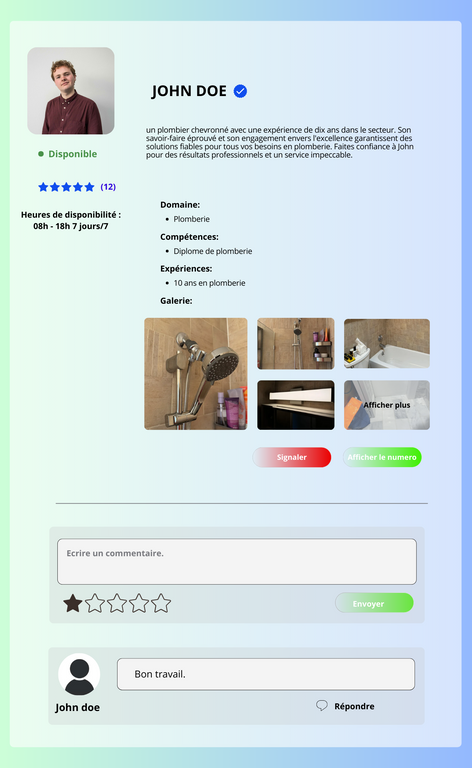 JOHN DOE
un plombier chevronné avec une expérience de dix ans dans le secteur. Son
savoir-faire éprouvé et son engagement envers l'excellence garantissent des
solutions fiables pour tous vos besoins en plomberie. Faites confiance à John
pour des résultats professionnels et un service impeccable.
Disponible
(12)
Heures de disponibilité :
08h - 18h 7 jours/7
Domaine:
Plomberie
Compétences:
Diplome de plomberie
Expériences:
10 ans en plomberie
Galerie:
Afficher plus
Signaler
Afficher le numero
Ecrire un commentaire.
Envoyer
Bon travail.
John doe
Répondre